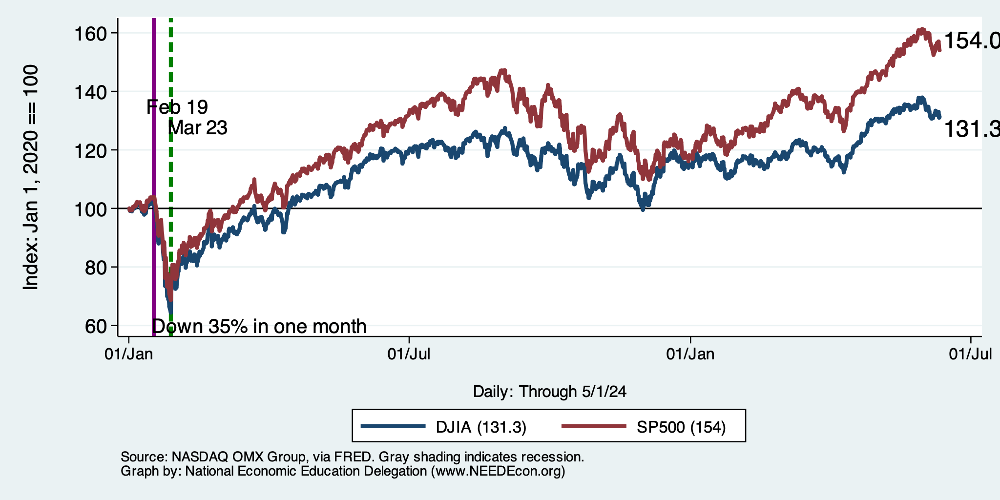 Index: Jan 1, 2020 == 100
160
140
120
100
80
60
Feb 19
Mar 23
154.0
131.3
Down 35% in one month
01/Jan
01/Jul
01/Jan
01/Jul
Daily: Through 5/1/24
DJIA (131.3)
SP500 (154)
Source: NASDAQ OMX Group, via FRED. Gray shading indicates recession.
Graph by: National Economic Education Delegation (www.NEEDEcon.org)